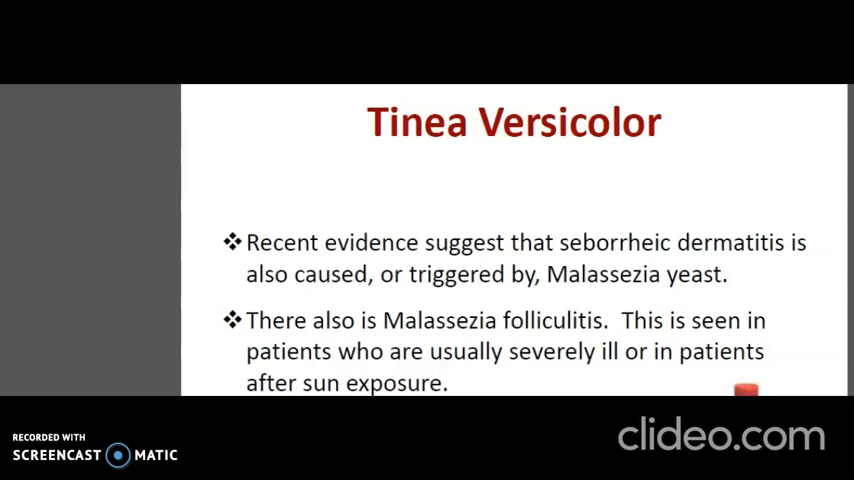 Tinea Versicolor
❖Recent evidence suggest that seborrheic dermatitis is
also caused, or triggered by, Malassezia yeast.
❖There also is Malassezia folliculitis. This is seen in
patients who are usually severely ill or in patients
after sun exposure.
RECORDED WITH
SCREENCAST MATIC
clideo.com